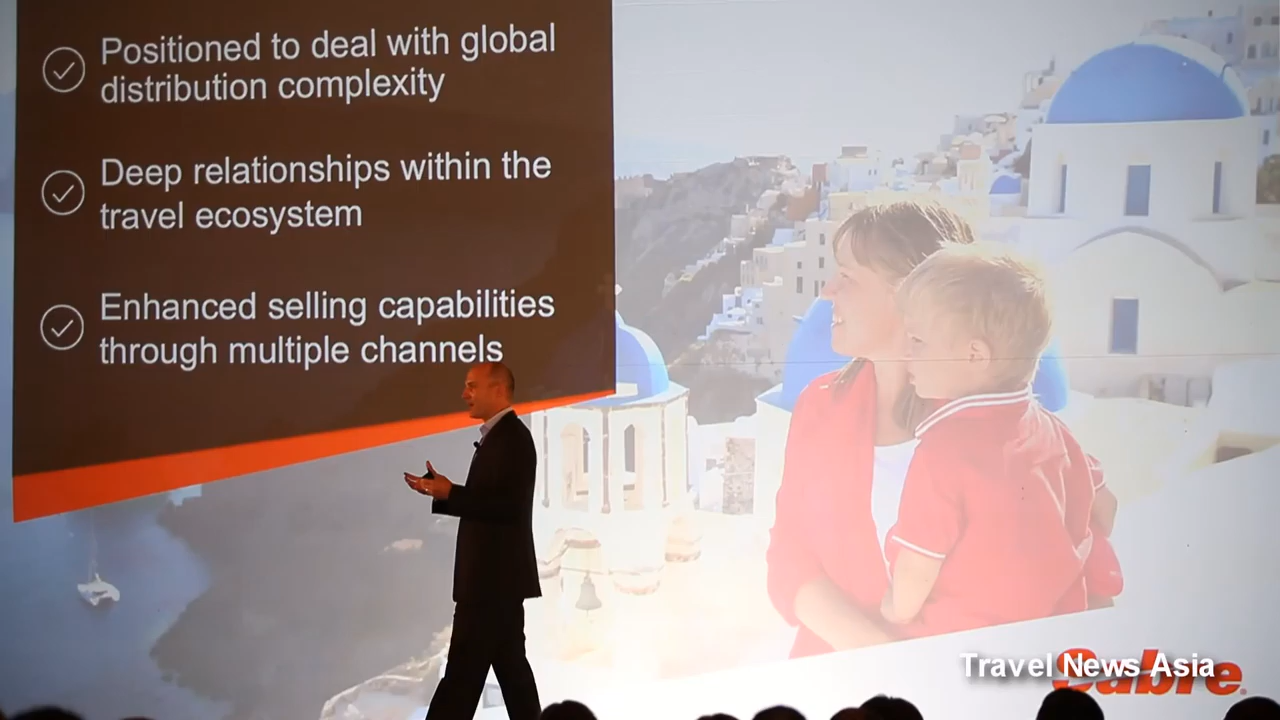 Positioned to deal with global
distribution complexity
Deep relationships within the
travel ecosystem
Enhanced selling capabilities
through multiple channels
Travel News Asia
Sabre